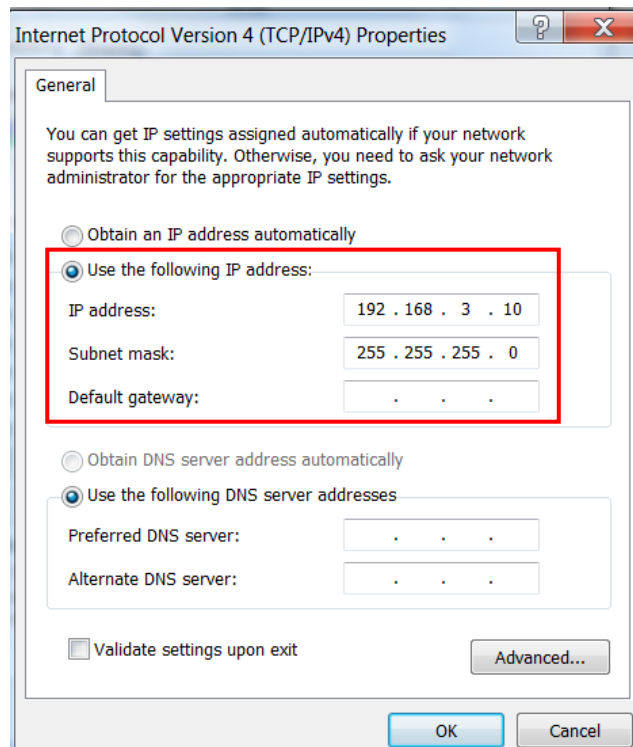 Internet Protocol Version 4 (TCP/IPv4) Properties
General
You can get IP settings assigned automatically if your network
supports this capability. Otherwise, you need to ask your network
administrator for the appropriate IP settings.
Obtain an IP address automatically
Use the following IP address:
IP address: 192 . 168 . 3 . 10
Subnet mask: 255 . 255 . 255 . 0
Default gateway: . . .
Obtain DNS server address automatically
Use the following DNS server addresses
Preferred DNS server: . . .
Alternate DNS server: . . .
Validate settings upon exit
Advanced...
OK Cancel